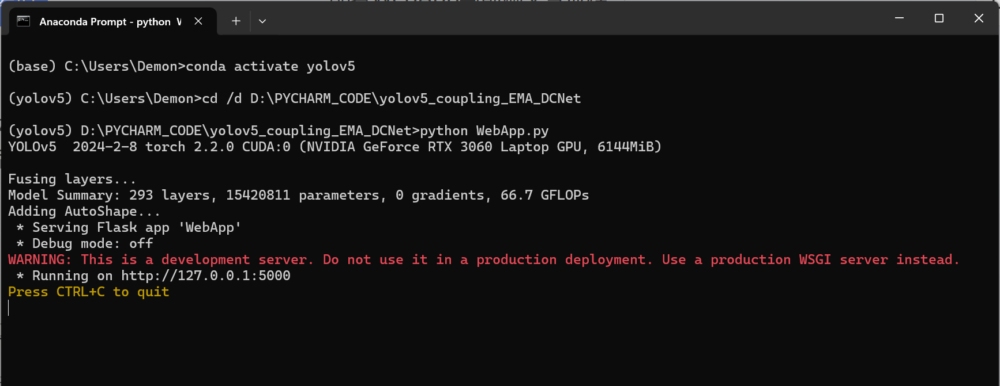 Anaconda Prompt - python
(base) C:\Users\Demon>conda activate yolov5
(yolov5) C:\Users\Demon>cd /d D:\PYCHARM_CODE\yolov5_coupling_EMA_DCNet
(yolov5) D:\PYCHARM_CODE\yolov5_coupling_EMA_DCNet>python WebApp.py
YOLOv5  2024-2-8 torch 2.2.0 CUDA:0 (NVIDIA GeForce RTX 3060 Laptop GPU, 6144MiB)
Fusing layers...
Model Summary: 293 layers, 15420811 parameters, 0 gradients, 66.7 GFLOPs
Adding AutoShape...
 * Serving Flask app 'WebApp'
 * Debug mode: off
WARNING: This is a development server. Do not use it in a production deployment. Use a production WSGI server instead.
 * Running on http://127.0.0.1:5000
Press CTRL+C to quit